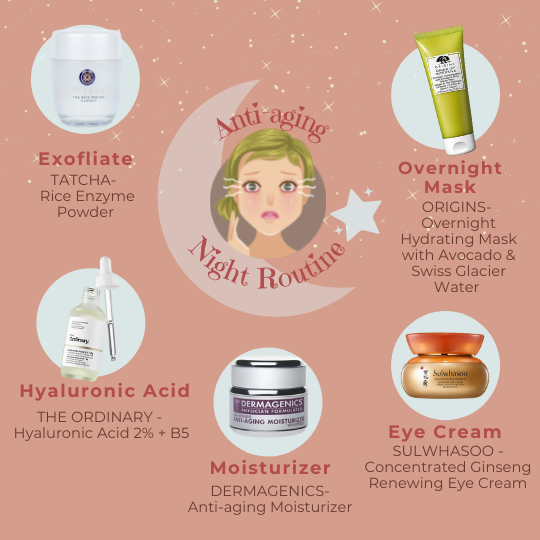 Anti-aging
Night Routine
Exofliate
TATCHA-
Rice Enzyme
Powder
Overnight
Mask
ORIGINS-
Overnight
Hydrating Mask
with Avocado &
Swiss Glacier
Water
ORIGINS
The
Ordinary.
Hyaluronic Acid
THE ORDINARY -
Hyaluronic Acid 2% + B5
DERMAGENICS
PHYSICIAN FORMULATED
ANTI-AGING MOISTURIZER
Moisturizer
DERMAGENICS-
Anti-aging Moisturizer
Sulwhasoo
Eye Cream
SULWHASOO -
Concentrated Ginseng
Renewing Eye Cream